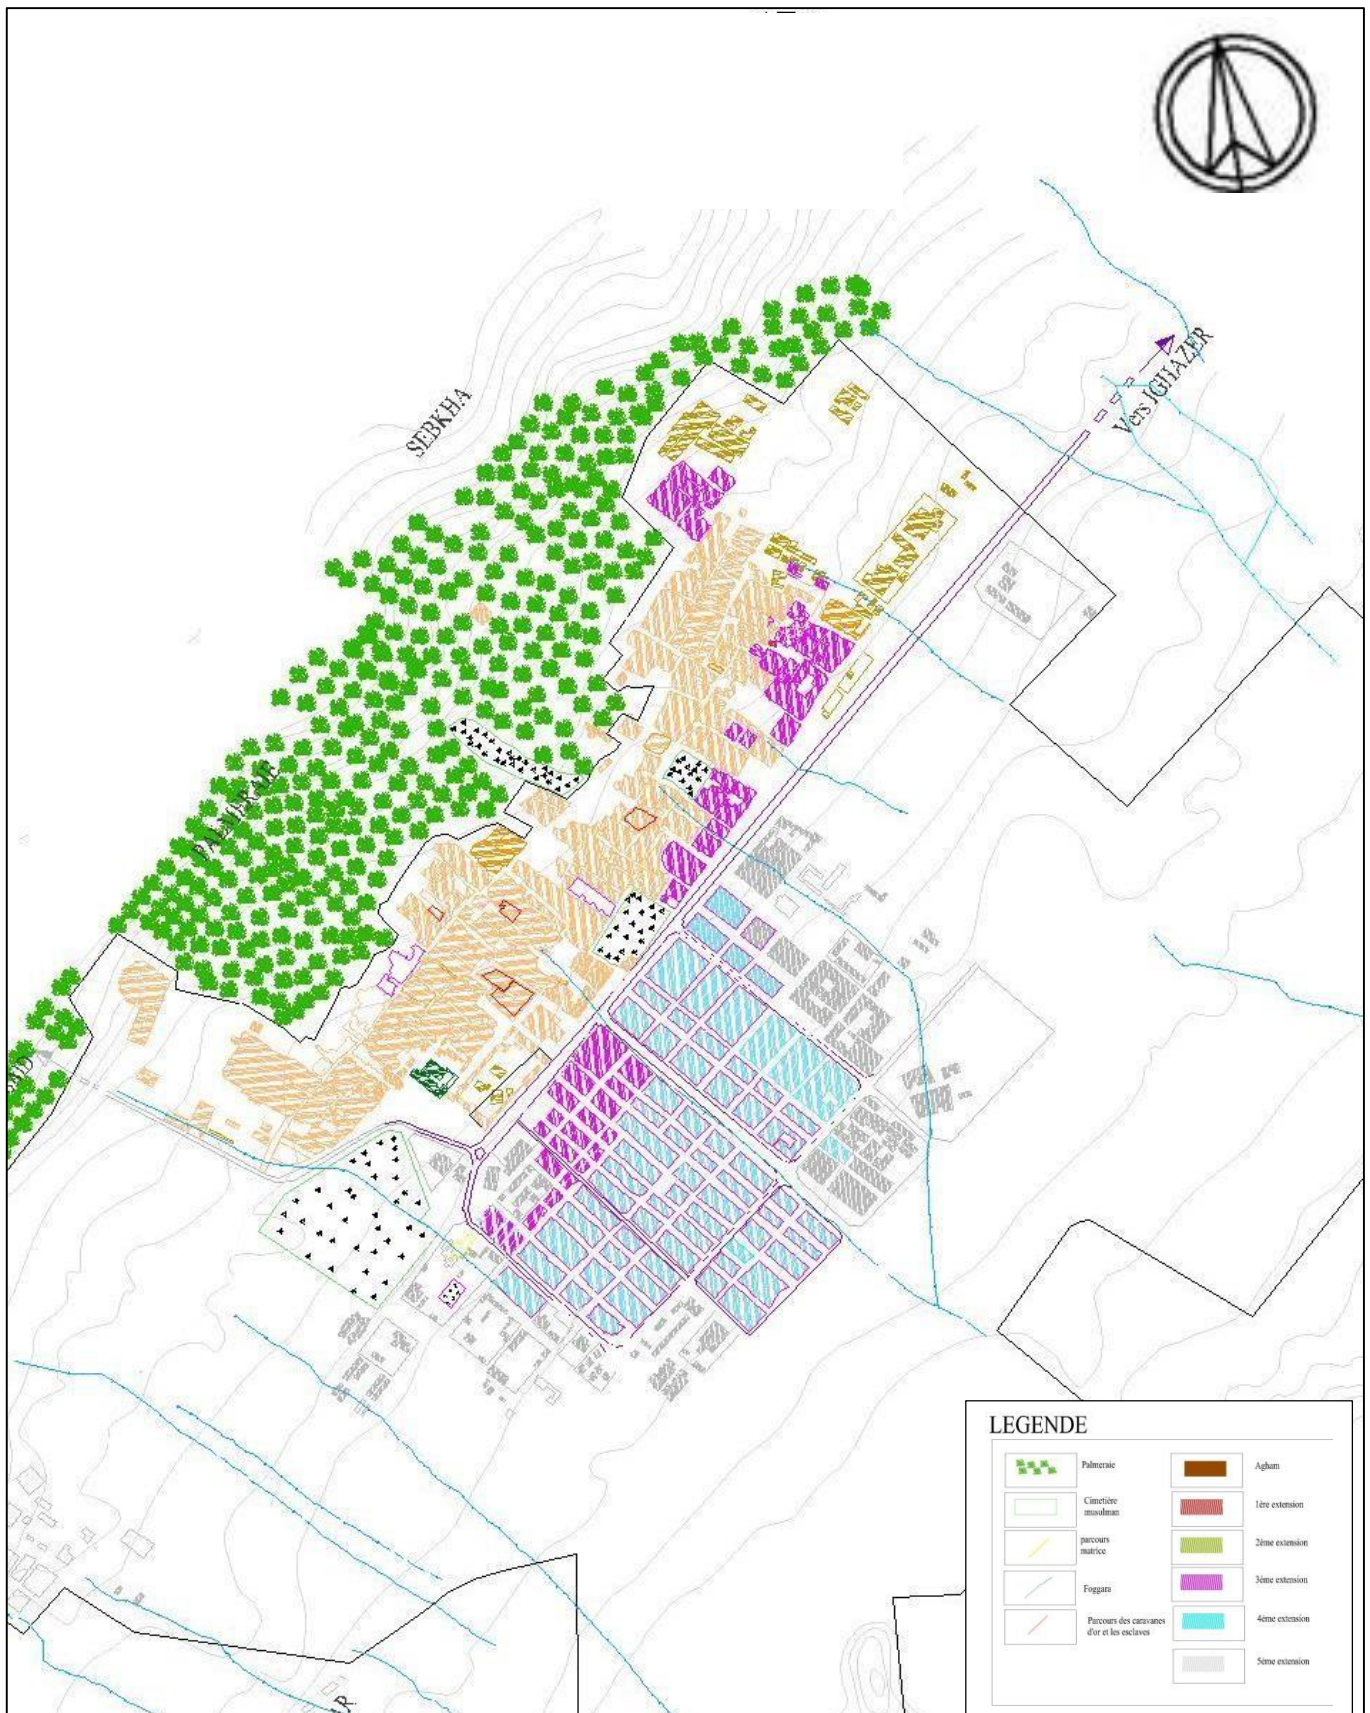 SEBKHA
Vers IGHAZER
PALMERAIE
LEGENDE
Palmeraie
Cimetière
musulman
parcours
matrice
Foggara
Parcours des caravanes
d'or et les esclaves
Agham
1ère extension
2ème extension
3ème extension
4ème extension
5ème extension